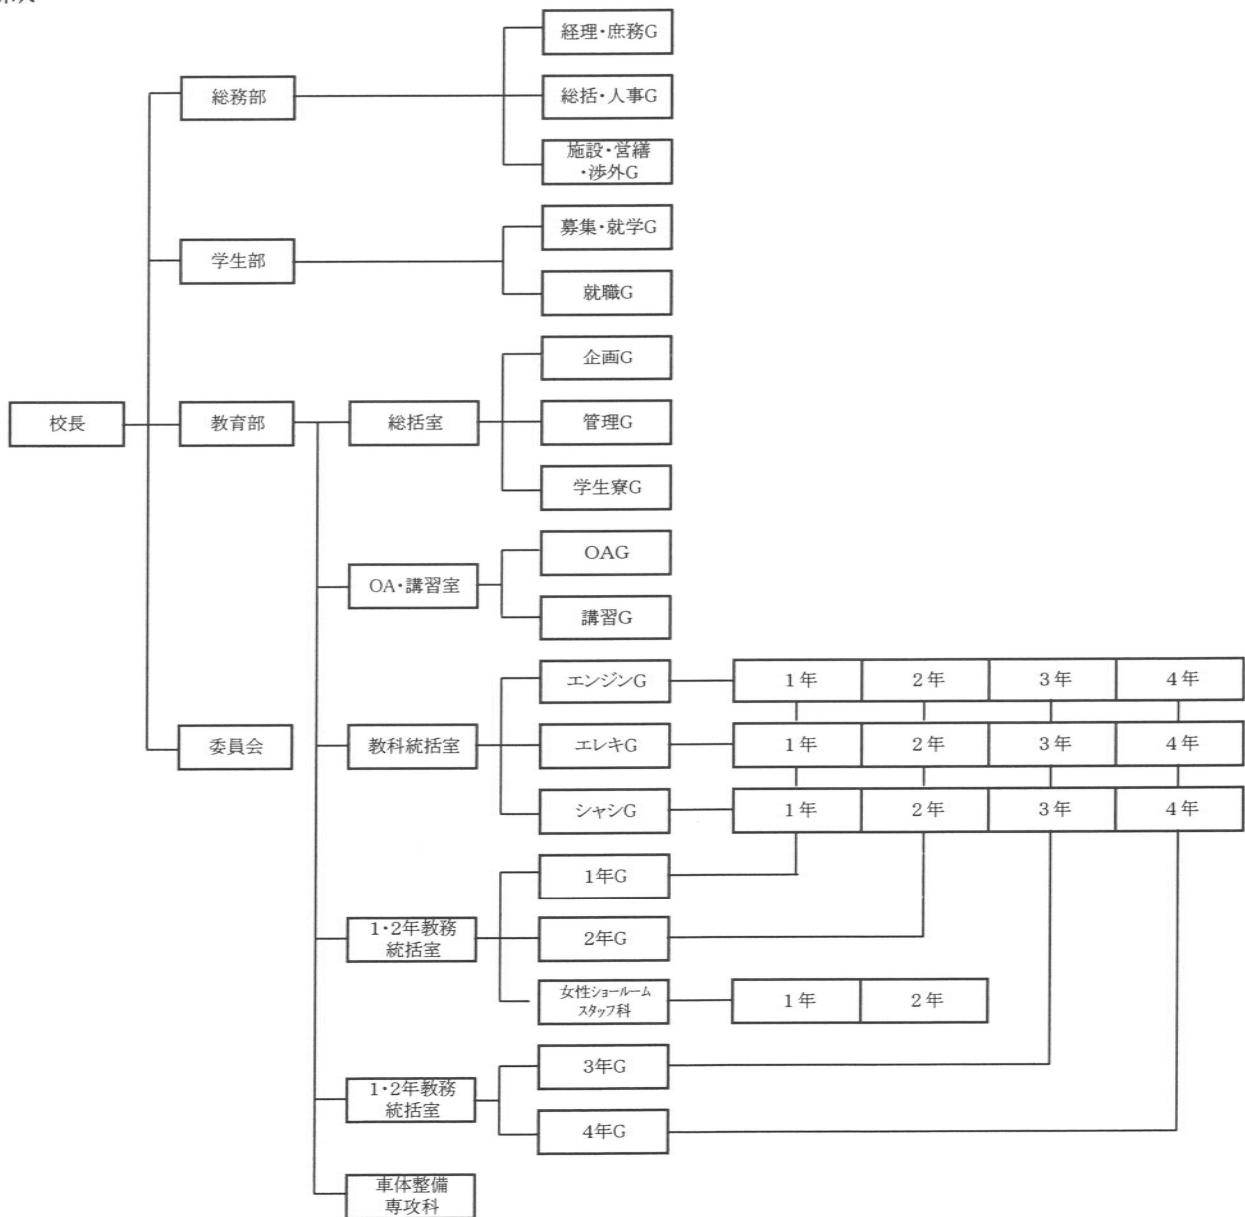 経理・庶務G
総務部
総括・人事G
施設・営繕
・渉外G
募集・就学G
学生部
就職G
企画G
校長
教育部
総括室
管理G
学生寮G
OAG
OA・講習室
講習G
エンジンG
1年
2年
3年
4年
委員会
教科統括室
エレキG
1年
2年
3年
4年
シャシG
1年
2年
3年
4年
1年G
1・2年教務
統括室
2年G
女性ショールーム
スタッフ科
1年
2年
3年G
1・2年教務
統括室
4年G
車体整備
専攻科